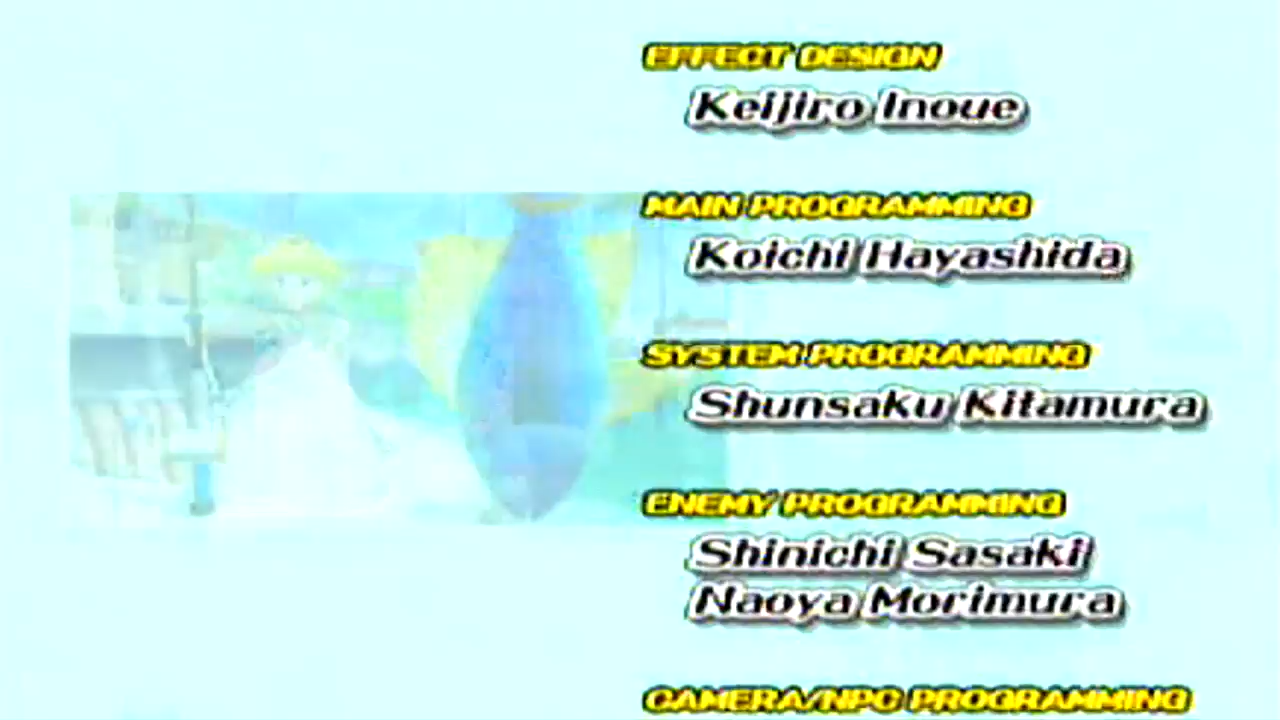 EFFECT DESIGN
Keijiro Inoue
MAIN PROGRAMMING
Koichi Hayashida
SYSTEM PROGRAMMING
Shunsaku Kitamura
ENEMY PROGRAMMING
Shinichi Sasaki
Naoya Morimura
CAMERA/NPC PROGRAMMING